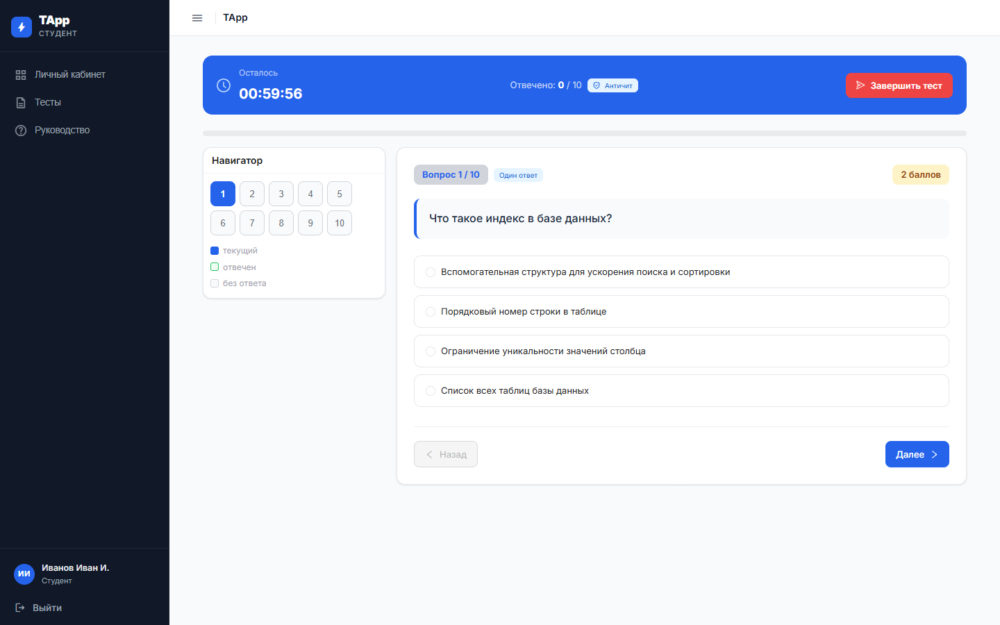 TApp
СТУДЕНТ
Личный кабинет
Тесты
Руководство
Иванов Иван И.
ИИ
Студент
Выйти
TApp
Осталось
00:59:56
Отвечено: 0 / 10
Античит
Завершить тест
Навигатор
1 2 3 4 5
6 7 8 9 10
текущий
отвечен
без ответа
Вопрос 1 / 10
Один ответ
2 баллов
Что такое индекс в базе данных?
Вспомогательная структура для ускорения поиска и сортировки
Порядковый номер строки в таблице
Ограничение уникальности значений столбца
Список всех таблиц базы данных
Назад
Далее